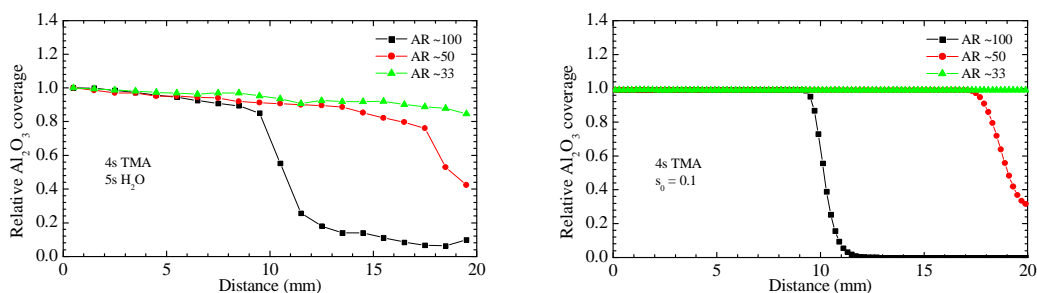 1.4
1.2
1.0
0.8
0.6
0.4
0.2
0.0
Relative Al₂O₃ coverage
AR ~100
AR ~50
AR ~33
4s TMA
5s H₂O
0 5 10 15 20
Distance (mm)
1.4
1.2
1.0
0.8
0.6
0.4
0.2
0.0
Relative Al₂O₃ coverage
AR ~100
AR ~50
AR ~33
4s TMA
s₀ = 0.1
0 5 10 15 20
Distance (mm)